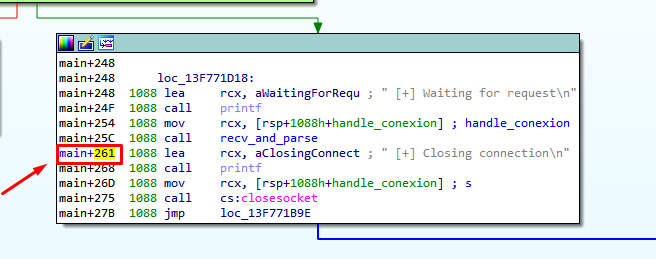 main+248
main+248 loc_13F771D18:
main+248 1088 lea rcx, aWaitingForRequ ; " [+] Waiting for request\n"
main+24F 1088 call printf
main+254 1088 mov rcx, [rsp+1088h+handle_conexion] ; handle_conexion
main+25C 1088 call recv_and_parse
main+261 1088 lea rcx, aClosingConnect ; " [+] Closing connection\n"
main+268 1088 call printf
main+26D 1088 mov rcx, [rsp+1088h+handle_conexion] ; s
main+275 1088 call cs:closesocket
main+27B 1088 jmp loc_13F771B9E